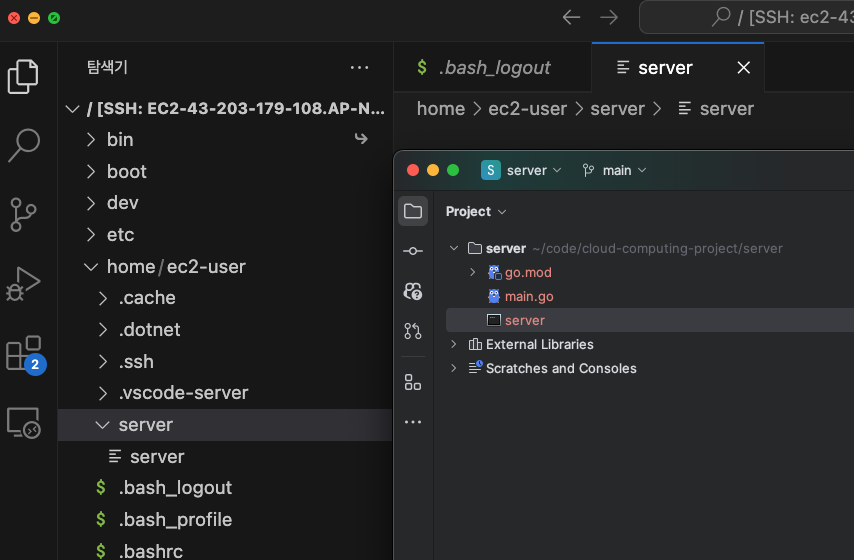 / [SSH: ec2-43
탐색기
/ [SSH: EC2-43-203-179-108.AP-N...
bin
boot
dev
etc
home/ec2-user
.cache
.dotnet
.ssh
.vscode-server
server
server
$ .bash_logout
$ .bash_profile
$ .bashrc
2
$ .bash_logout
server
home > ec2-user > server > server
S server
main
Project
server ~/code/cloud-computing-project/server
go.mod
main.go
server
External Libraries
Scratches and Consoles